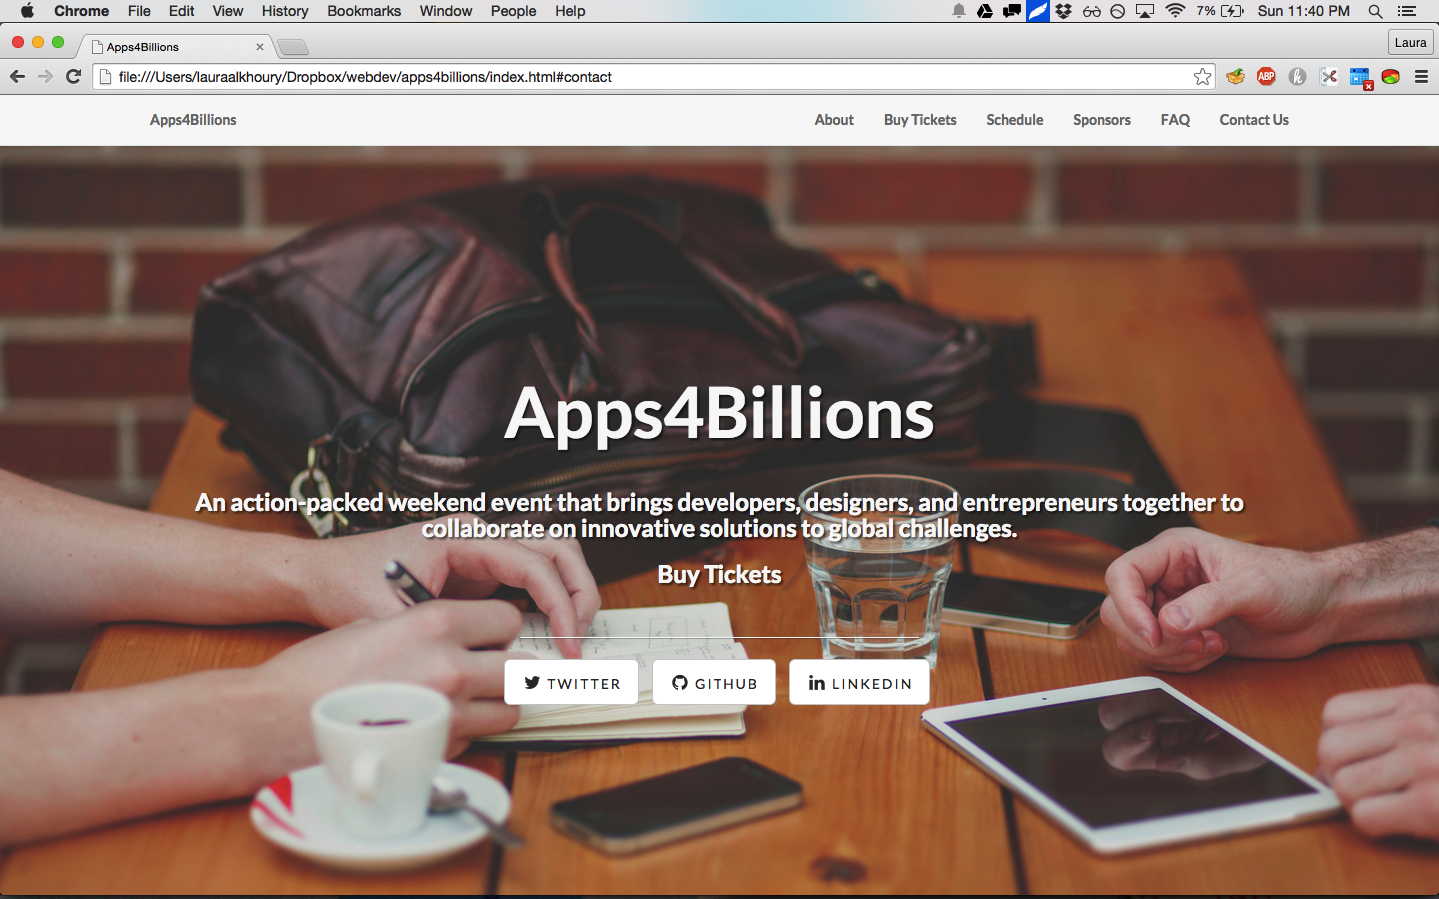 Chrome File Edit View History Bookmarks Window People Help 7% Sun 11:40 PM
Apps4Billions Laura
file:///Users/lauraalkhoury/Dropbox/webdev/apps4billions/index.html#contact ABP h
Apps4Billions About Buy Tickets Schedule Sponsors FAQ Contact Us
Apps4Billions
An action-packed weekend event that brings developers, designers, and entrepreneurs together to
collaborate on innovative solutions to global challenges.
Buy Tickets
TWITTER GITHUB LINKEDIN